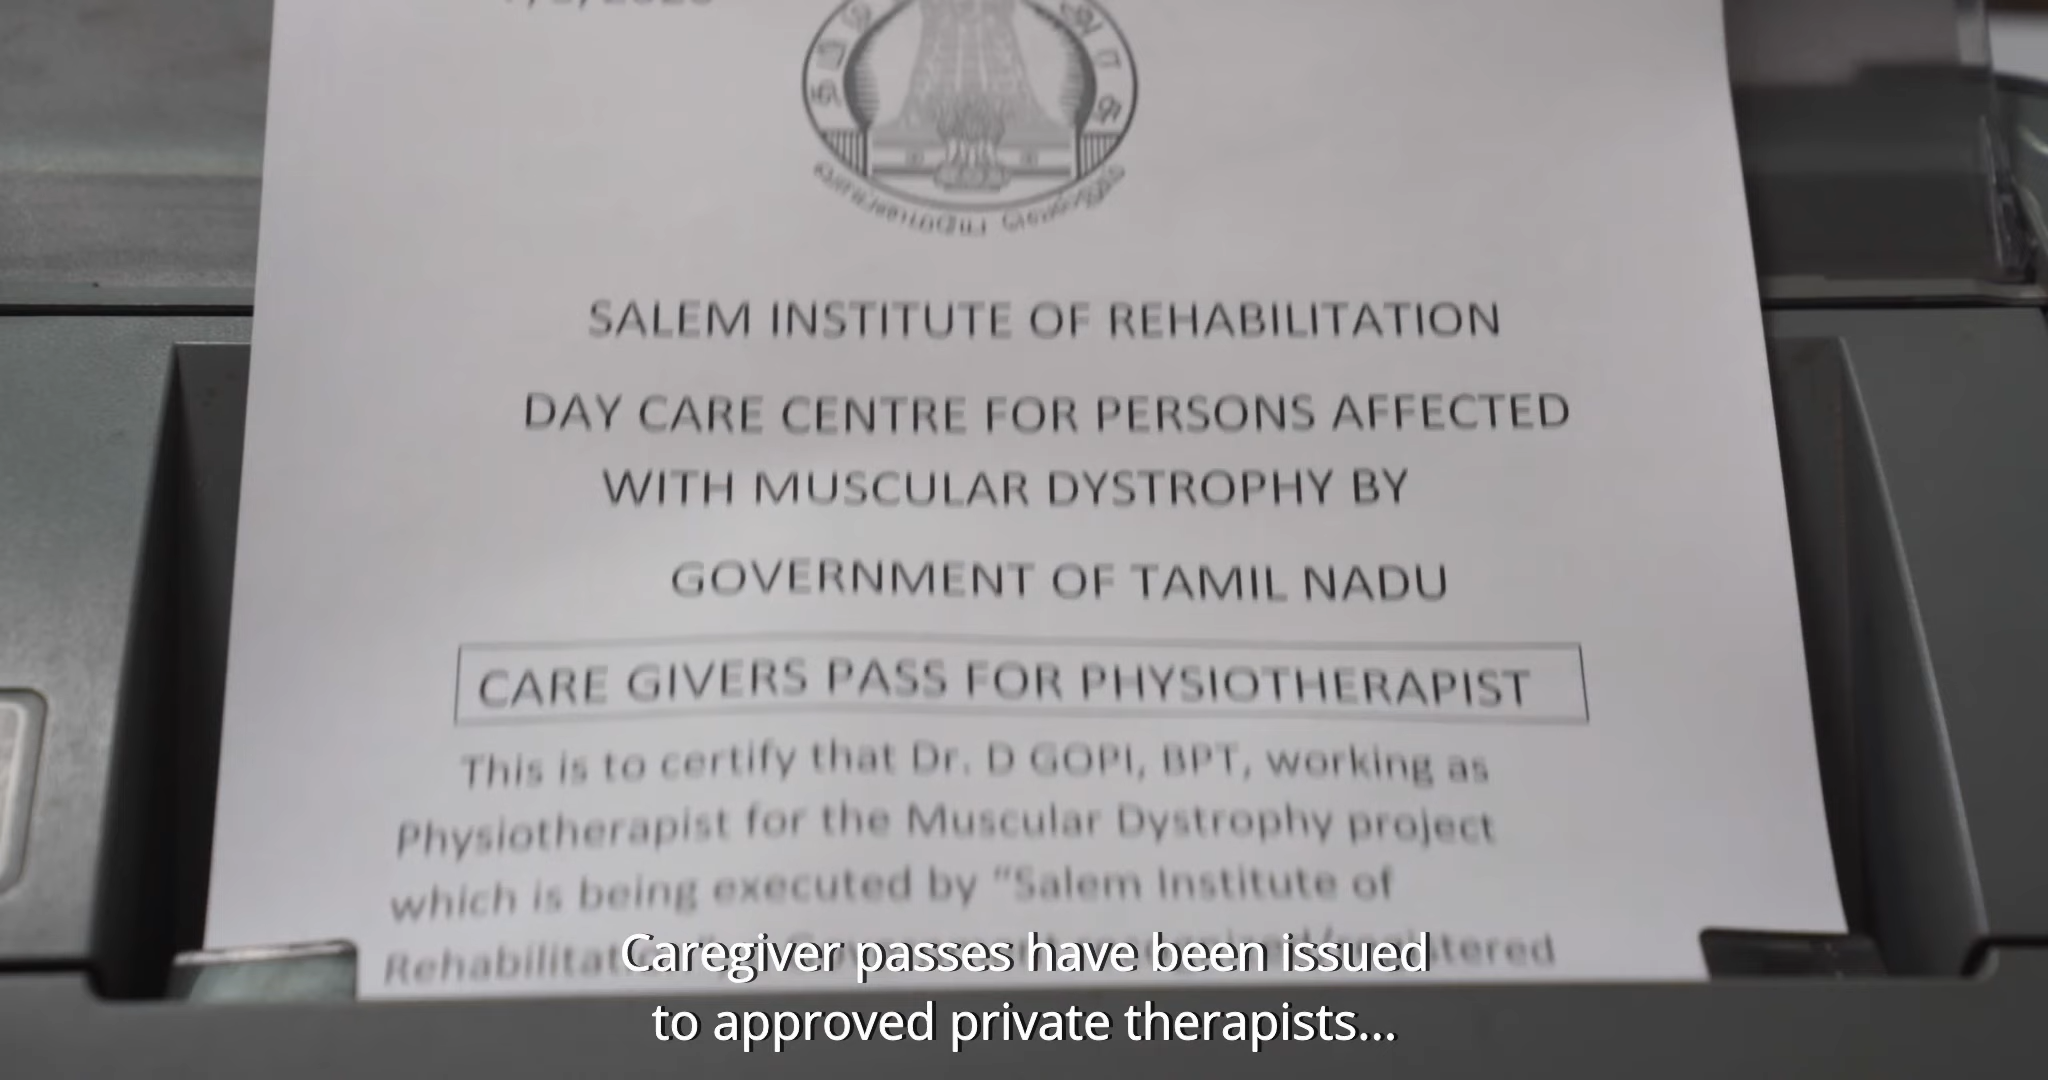 SALEM INSTITUTE OF REHABILITATION
DAY CARE CENTRE FOR PERSONS AFFECTED
WITH MUSCULAR DYSTROPHY BY
GOVERNMENT OF TAMIL NADU
CARE GIVERS PASS FOR PHYSIOTHERAPIST
This is to certify that Dr. D GOPI, BPT, working as
Physiotherapist for the Muscular Dystrophy project
which is being executed by “Salem Institute of
Caregiver passes have been issued
to approved private therapists...